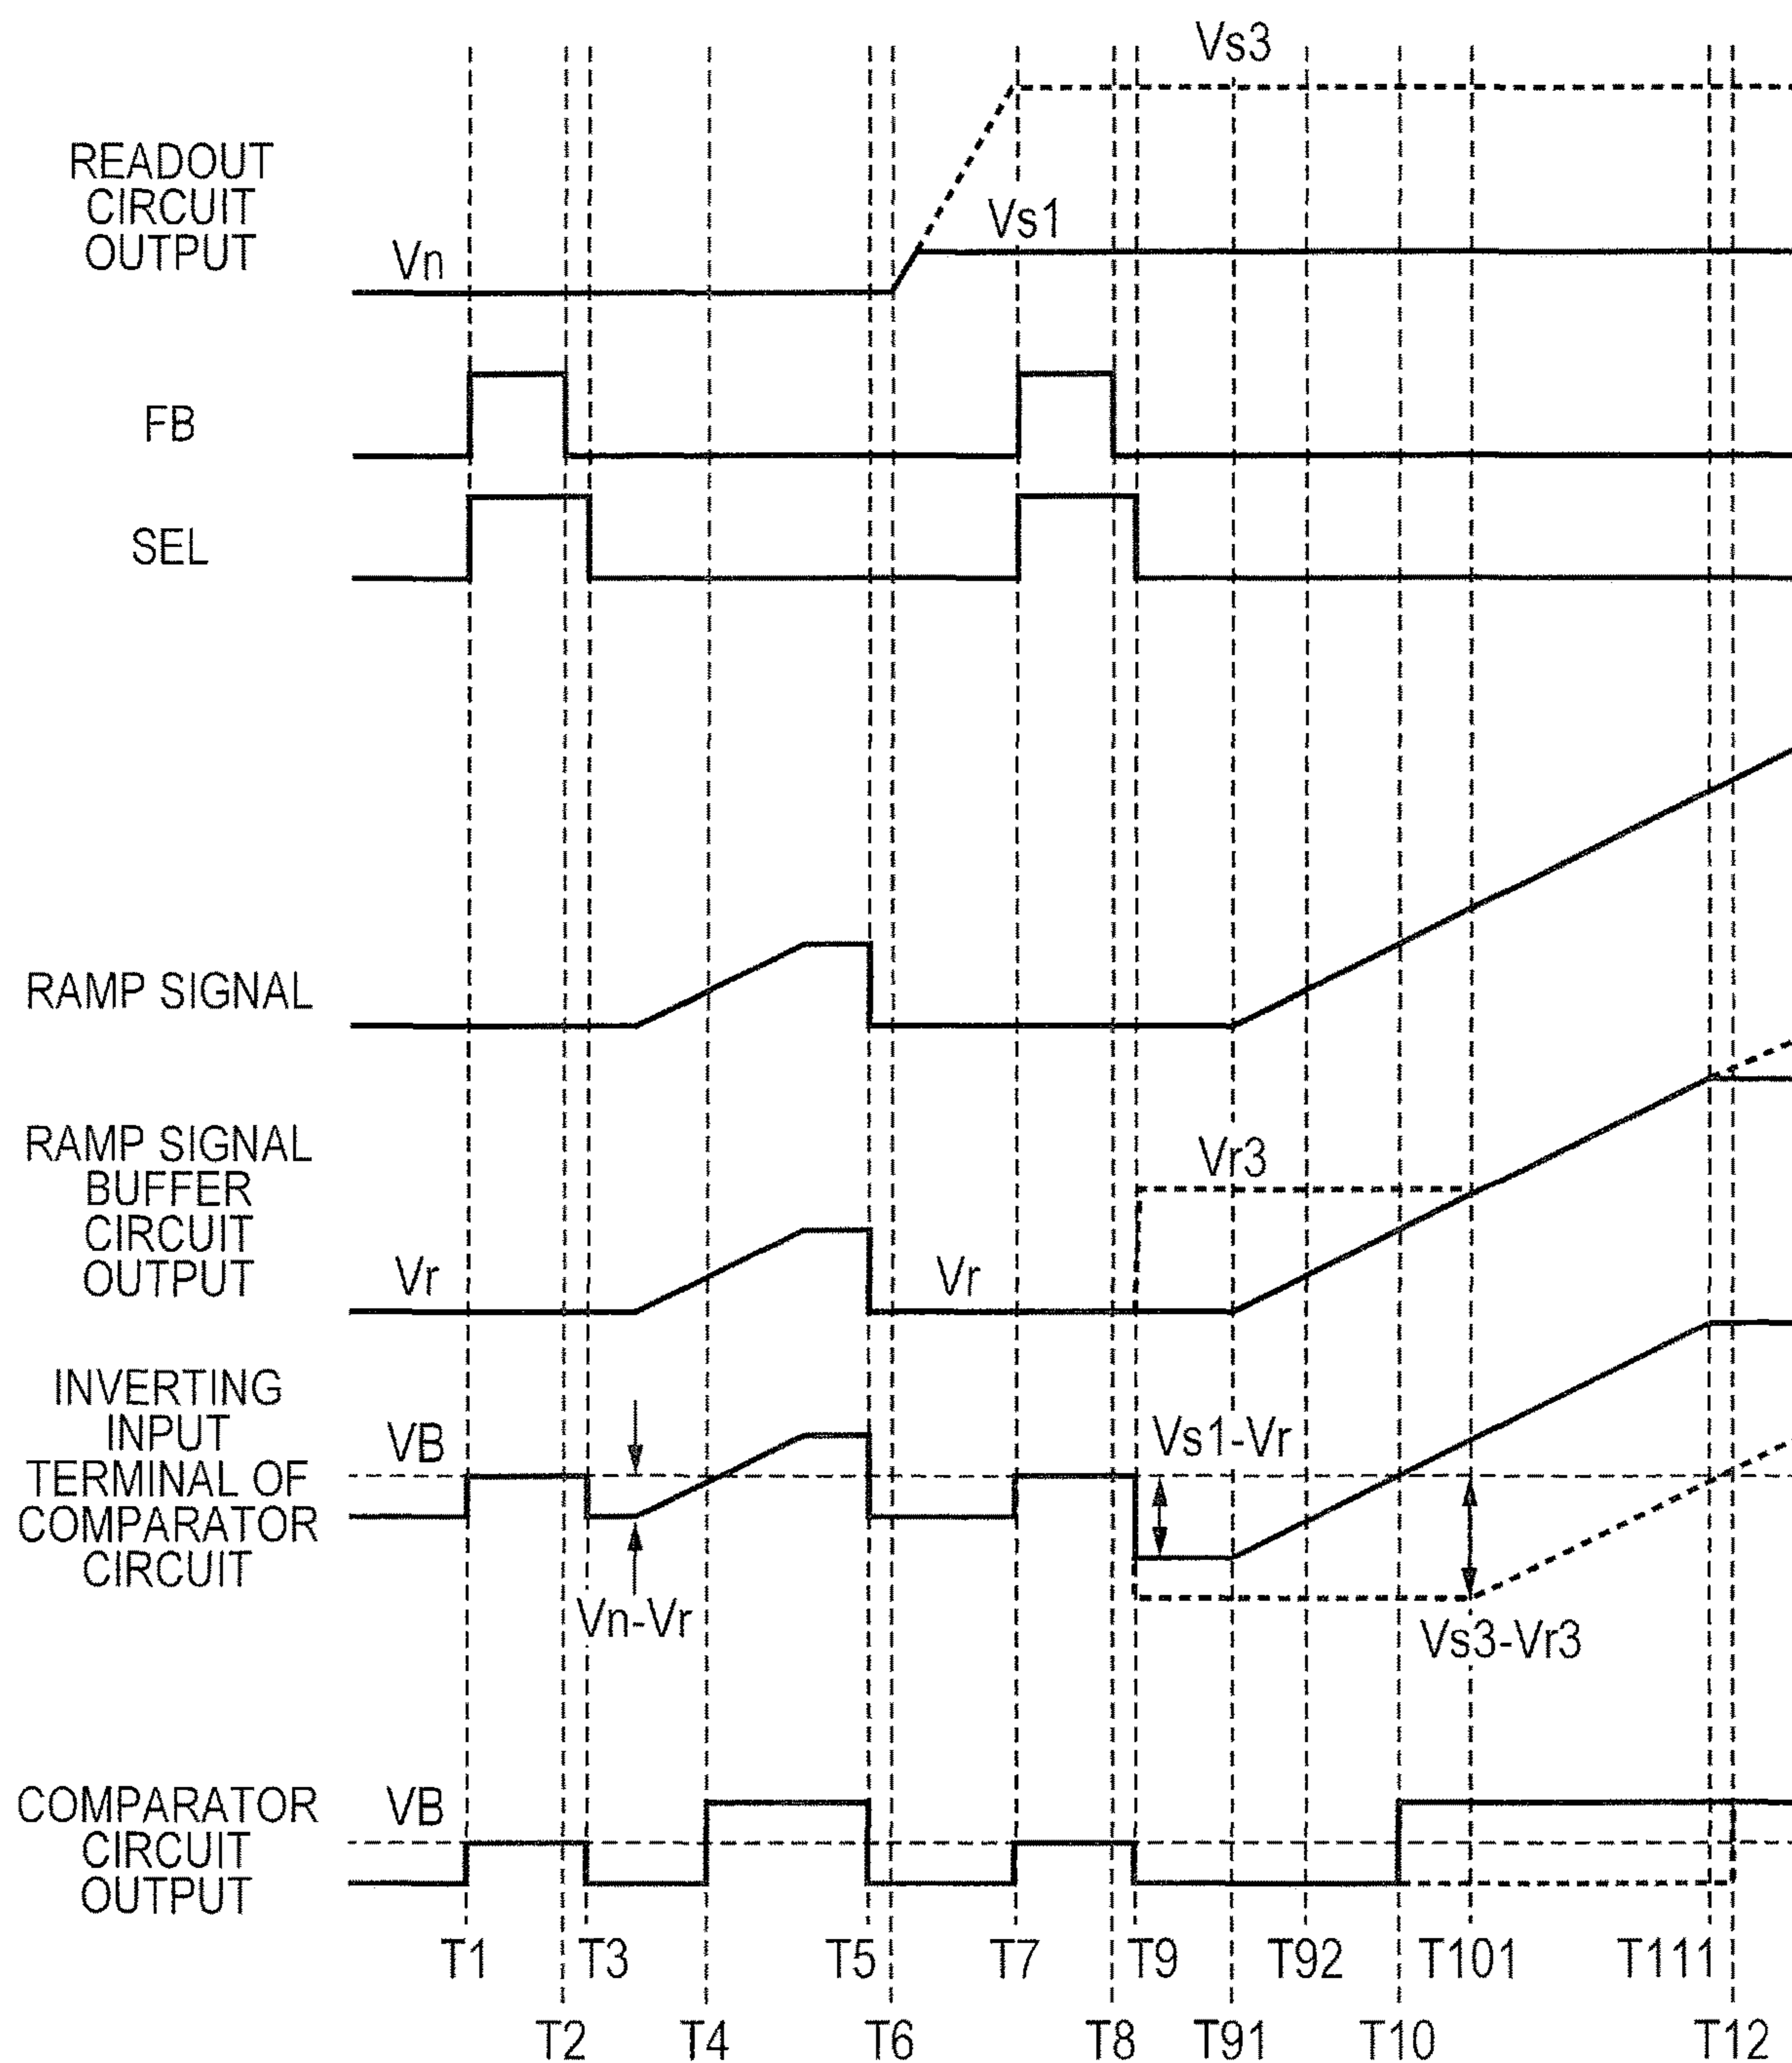 Vs3
READOUT
CIRCUIT
OUTPUT
Vn
Vs1
FB
SEL
RAMP SIGNAL
RAMP SIGNAL
BUFFER
CIRCUIT
OUTPUT
Vr
Vr
Vr3
INVERTING
INPUT
TERMINAL OF
COMPARATOR
CIRCUIT
VB
Vn-Vr
Vs1-Vr
Vs3-Vr3
COMPARATOR
CIRCUIT
OUTPUT
VB
T1 T3 T5 T7 T9 T92 T101 T111
T2 T4 T6 T8 T91 T10 T12